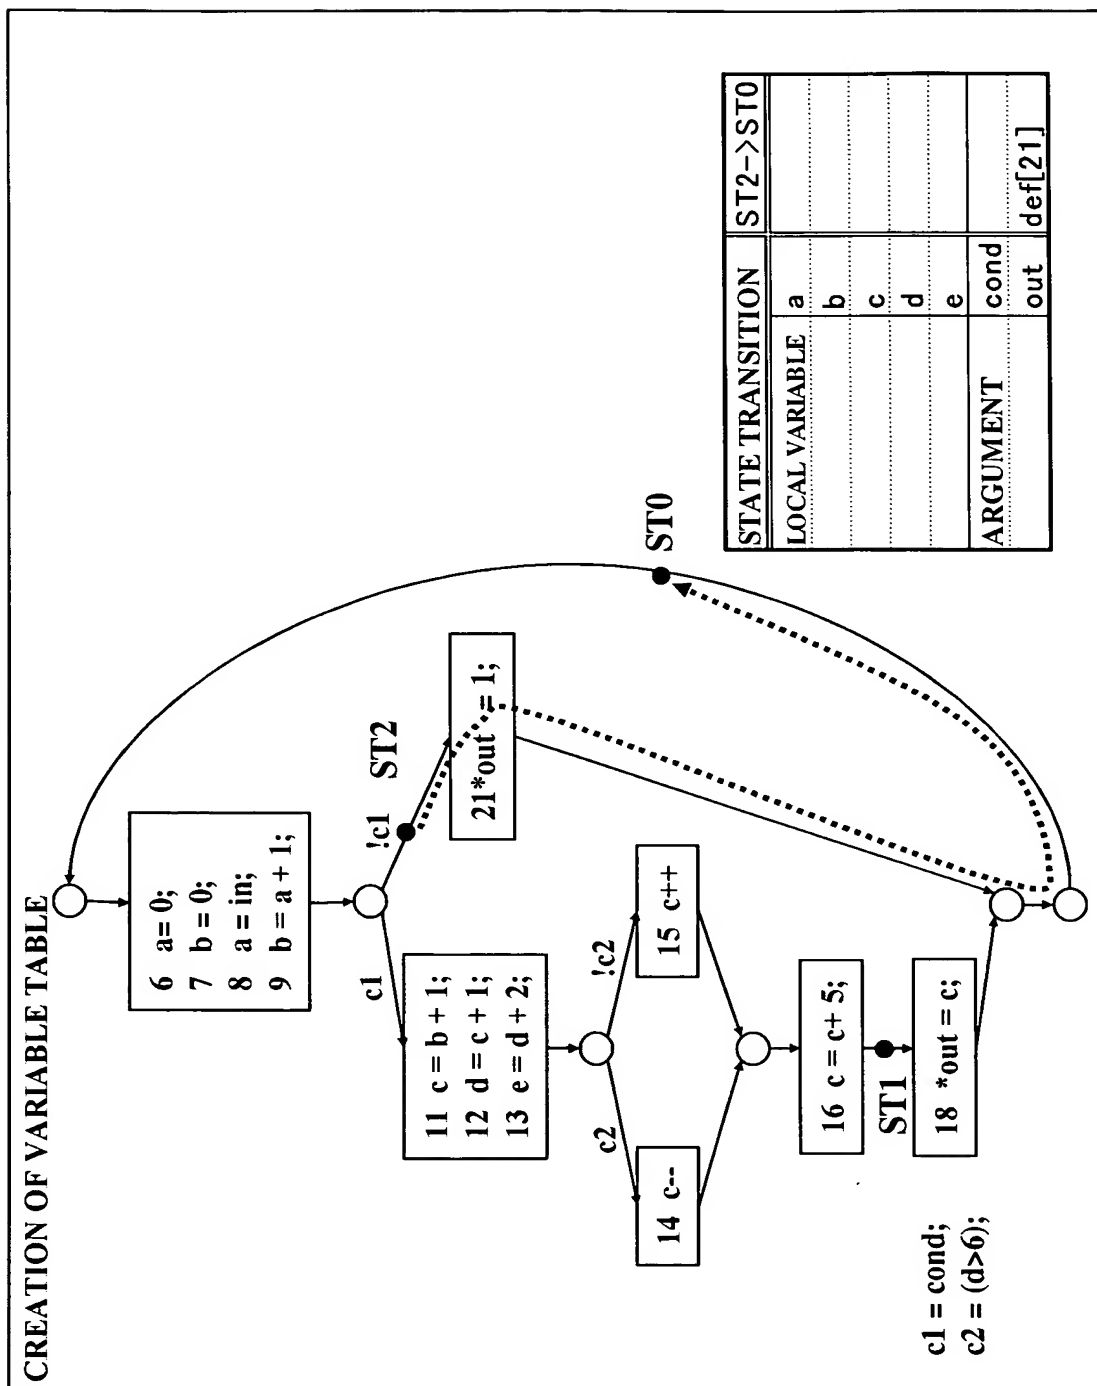 CREATION OF VARIABLE TABLE
6 a= 0;
7 b = 0;
8 a = in;
9 b = a + 1;
c1
!c1
ST2
11 c = b + 1;
12 d = c + 1;
13 e = d + 2;
21*out = 1;
ST0
c2
!c2
14 c--
15 c++
16 c = c+ 5;
ST1
18 *out = c;
c1 = cond;
c2 = (d>6);
STATE TRANSITION ST2->ST0
LOCAL VARIABLE a
b
c
d
e
ARGUMENT cond
out def[21]